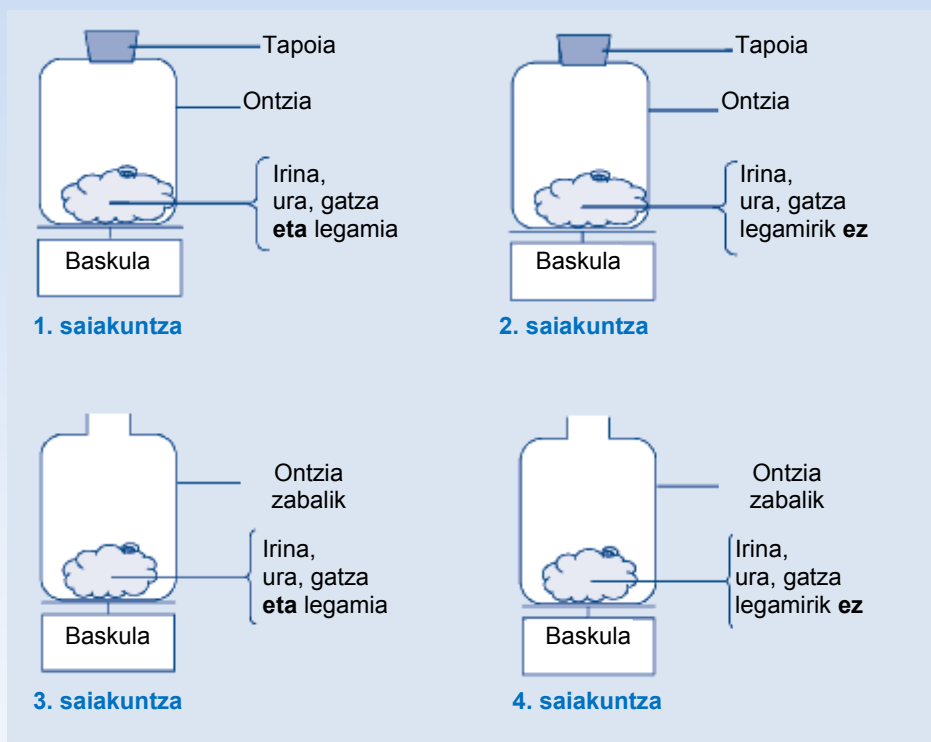 Tapoia
Ontzia
Irina,
ura, gatza
eta legamia
Baskula
1. saiakuntza
Tapoia
Ontzia
Irina,
ura, gatza
legamirik ez
Baskula
2. saiakuntza
Ontzia
zabalik
Irina,
ura, gatza
eta legamia
Baskula
3. saiakuntza
Ontzia
zabalik
Irina,
ura, gatza
legamirik ez
Baskula
4. saiakuntza